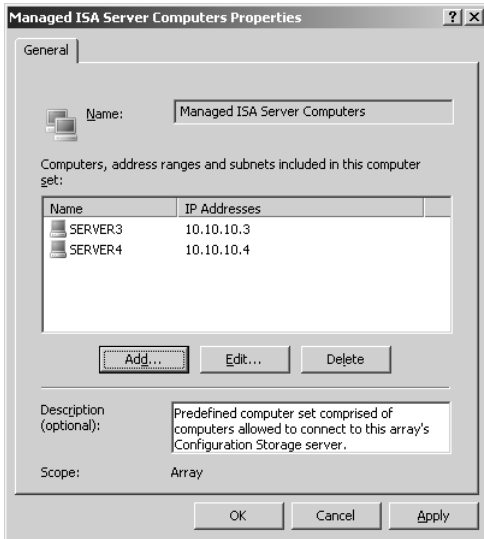 Managed ISA Server Computers Properties ? X
General
Name: Managed ISA Server Computers
Computers, address ranges and subnets included in this computer
set:
Name IP Addresses
SERVER3 10.10.10.3
SERVER4 10.10.10.4
Add... Edit... Delete
Description
(optional):
Predefined computer set comprised of
computers allowed to connect to this array's
Configuration Storage server.
Scope: Array
OK Cancel Apply